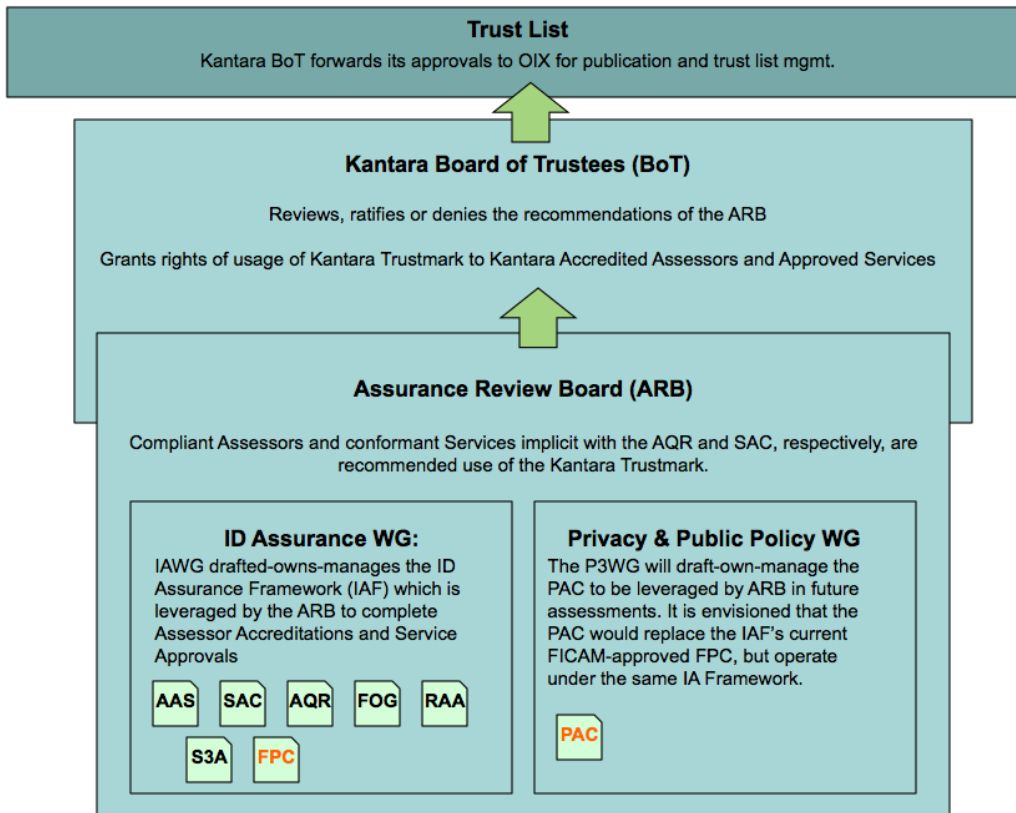 Trust List
Kantara BoT forwards its approvals to OIX for publication and trust list mgmt.
Kantara Board of Trustees (BoT)
Reviews, ratifies or denies the recommendations of the ARB
Grants rights of usage of Kantara Trustmark to Kantara Accredited Assessors and Approved Services
Assurance Review Board (ARB)
Compliant Assessors and conformant Services implicit with the AQR and SAC, respectively, are
recommended use of the Kantara Trustmark.
ID Assurance WG:
IAWG drafted-owns-manages the ID
Assurance Framework (IAF) which is
leveraged by the ARB to complete
Assessor Accreditations and Service
Approvals
AAS SAC AQR FOG RAA
S3A FPC
Privacy & Public Policy WG
The P3WG will draft-own-manage the
PAC to be leveraged by ARB in future
assessments. It is envisioned that the
PAC would replace the IAF's current
FICAM-approved FPC, but operate
under the same IA Framework.
PAC